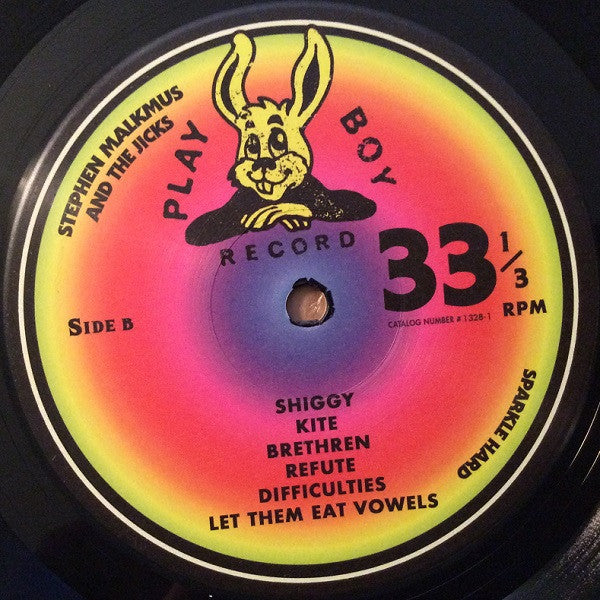 STEPHEN MALKMUS
AND THE JICKS
PLAY BOY
RECORD
33 1/3
RPM
CATALOG NUMBER # 1328-1
SIDE B
SHIGGY
KITE
BRETHREN
REFUTE
DIFFICULTIES
LET THEM EAT VOWELS
SPARKLE HARD